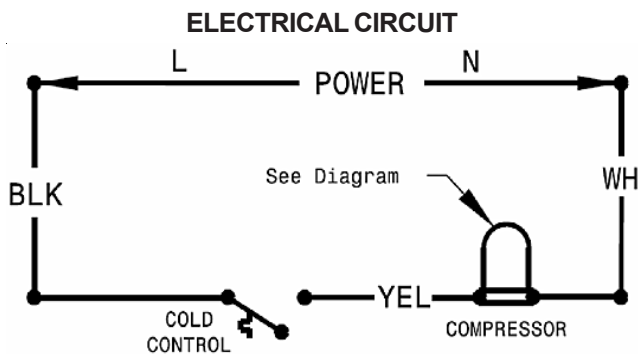 ELECTRICAL CIRCUIT
L
N
POWER
See Diagram
BLK
WH
YEL
COLD
CONTROL
COMPRESSOR